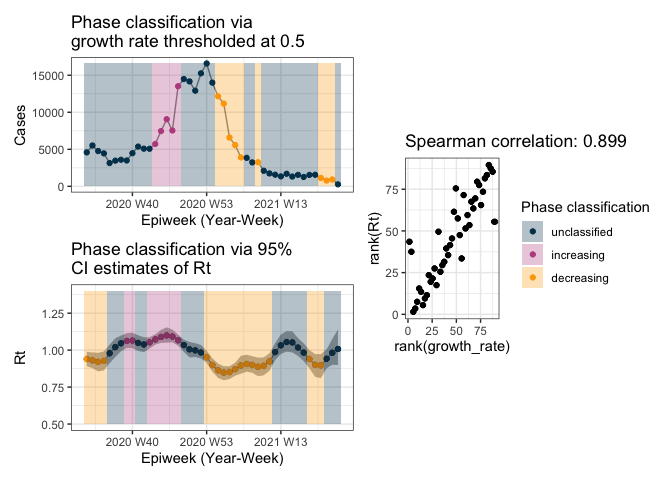 Phase classification via
growth rate thresholded at 0.5
15000
10000
5000
0
Cases
2020 W40
2020 W53
2021 W13
Epiweek (Year-Week)
Phase classification via 95%
CI estimates of Rt
1.25
1.00
0.75
0.50
Rt
2020 W40
2020 W53
2021 W13
Epiweek (Year-Week)
Spearman correlation: 0.899
75
50
25
0
rank(Rt)
0
25
50
75
rank(growth_rate)
Phase classification
unclassified
increasing
decreasing